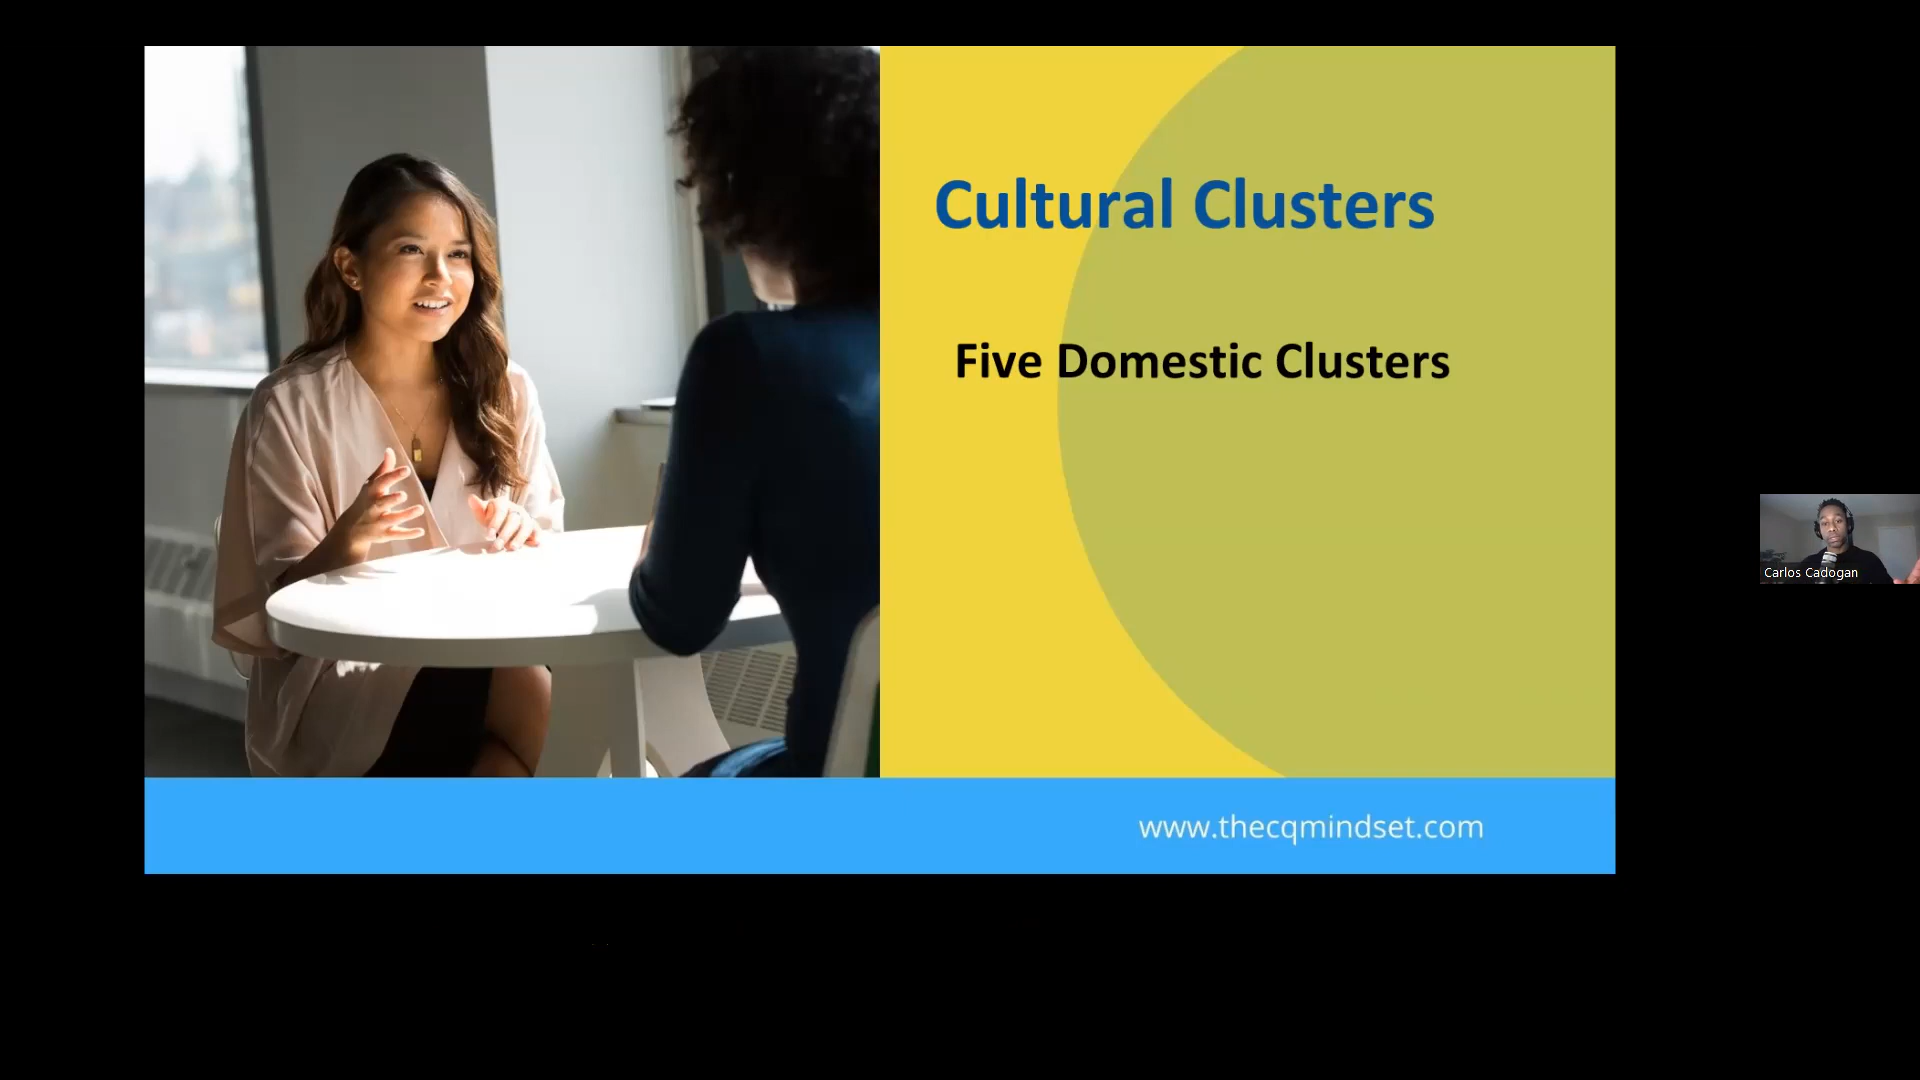 Cultural Clusters
Five Domestic Clusters
www.thecqmindset.com
Carlos Cadogan